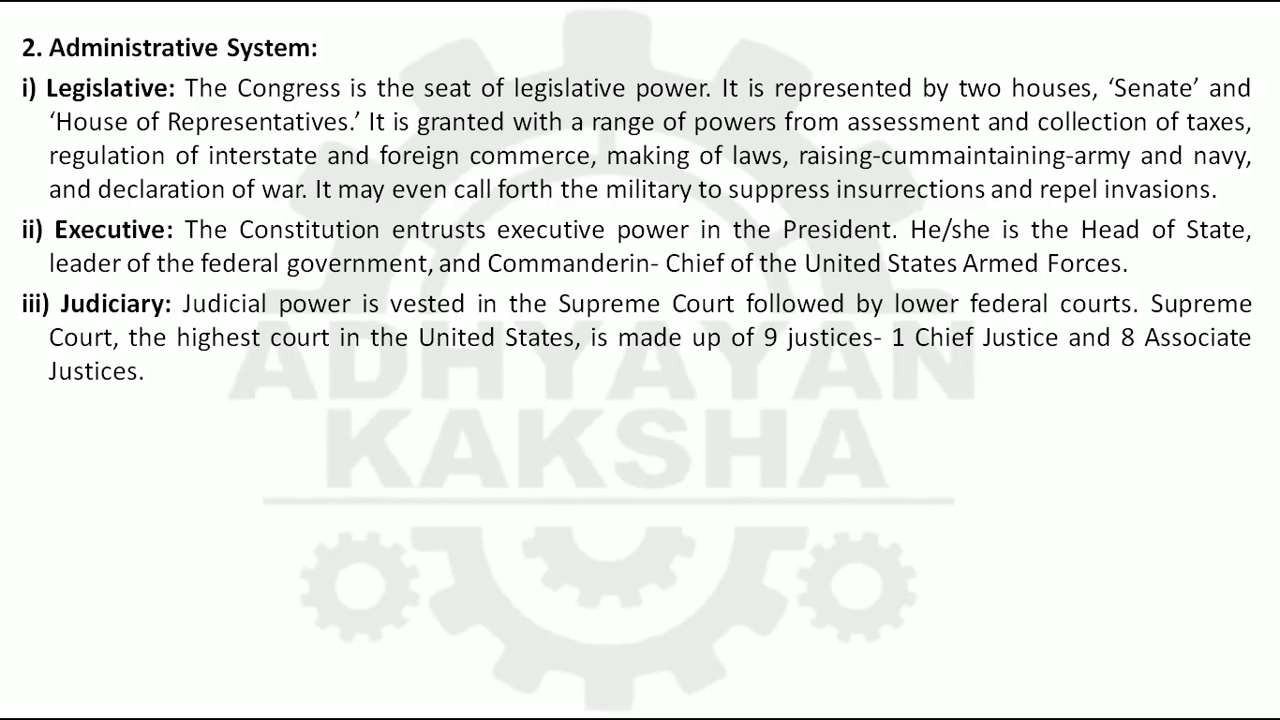 2. Administrative System:
i) Legislative: The Congress is the seat of legislative power. It is represented by two houses, ‘Senate’ and
‘House of Representatives.’ It is granted with a range of powers from assessment and collection of taxes,
regulation of interstate and foreign commerce, making of laws, raising-cummaintaining-army and navy,
and declaration of war. It may even call forth the military to suppress insurrections and repel invasions.
ii) Executive: The Constitution entrusts executive power in the President. He/she is the Head of State,
leader of the federal government, and Commanderin- Chief of the United States Armed Forces.
iii) Judiciary: Judicial power is vested in the Supreme Court followed by lower federal courts. Supreme
Court, the highest court in the United States, is made up of 9 justices- 1 Chief Justice and 8 Associate
Justices.
ADHYAYAN
KAKSHA